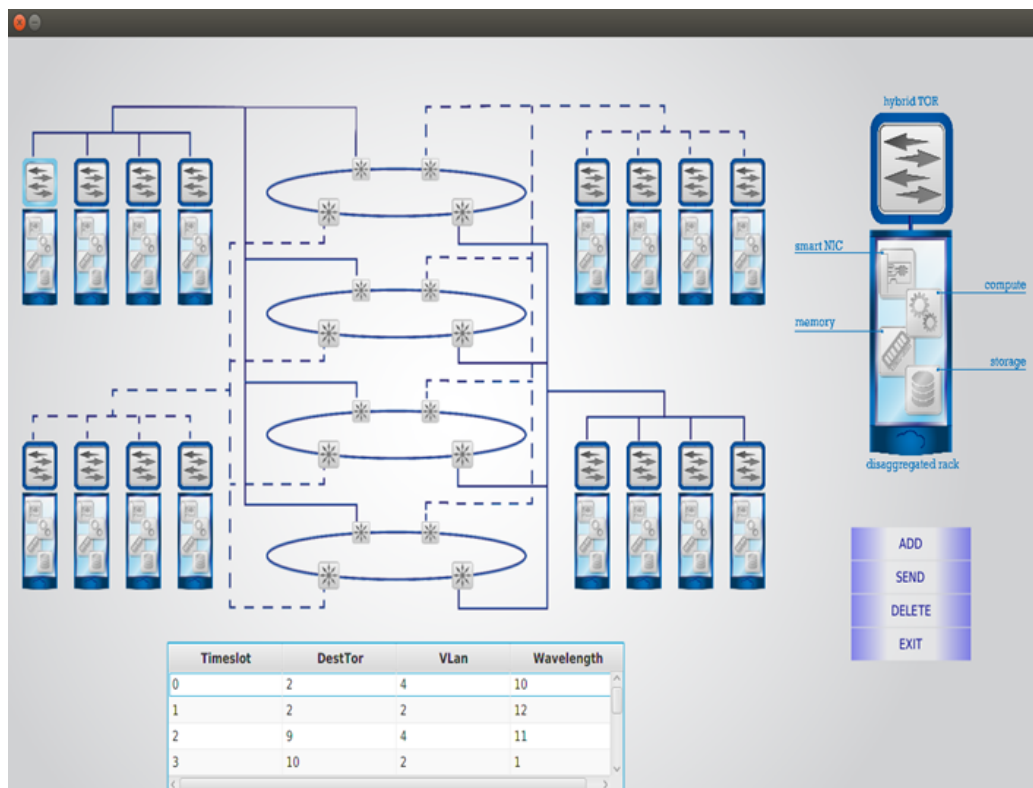 hybrid TOR
smart NIC
compute
memory
storage
disaggregated rack
ADD
SEND
DELETE
EXIT
Timeslot DestTor VLan Wavelength
0 2 4 10
1 2 2 12
2 9 4 11
3 10 2 1